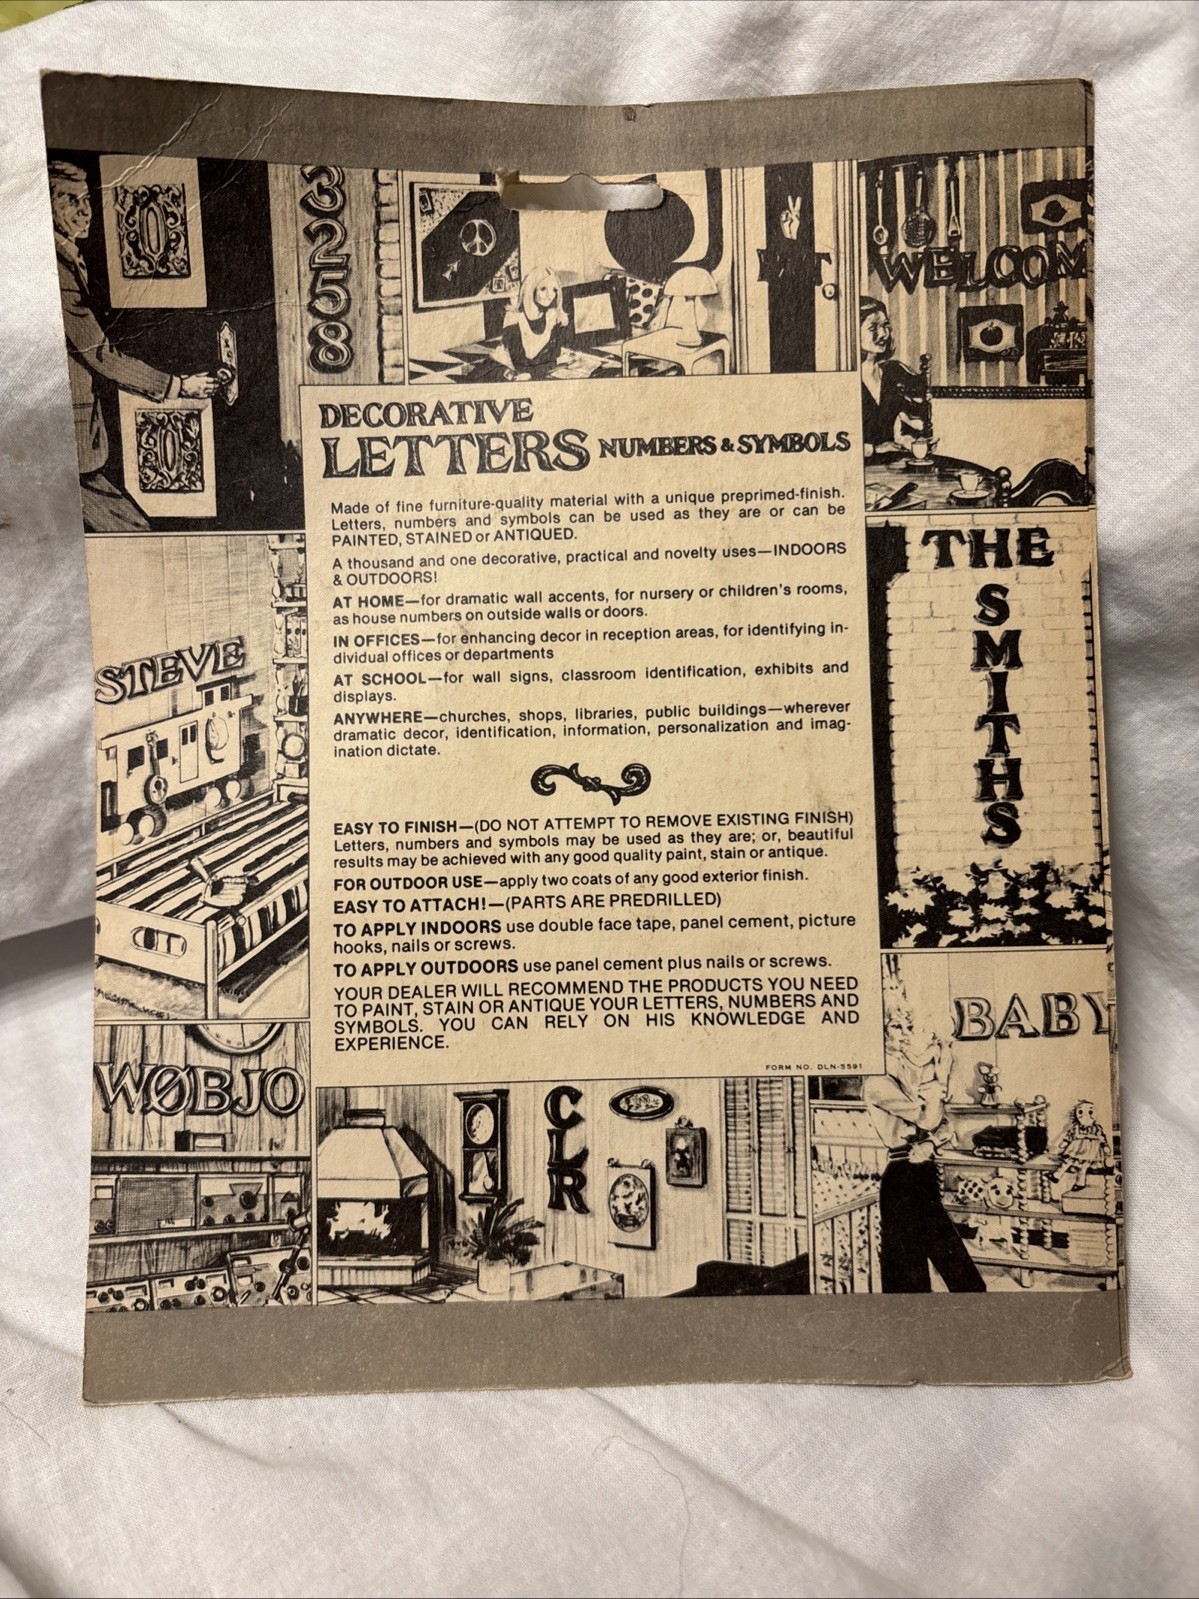 3
2
5
8
WELCOM
DECORATIVE
LETTERS NUMBERS & SYMBOLS
Made of fine furniture-quality material with a unique preprimed-finish.
Letters, numbers and symbols can be used as they are or can be
PAINTED, STAINED or ANTIQUED.
A thousand and one decorative, practical and novelty uses—INDOORS
& OUTDOORS!
AT HOME—for dramatic wall accents, for nursery or children's rooms,
as house numbers on outside walls or doors.
IN OFFICES—for enhancing decor in reception areas, for identifying in-
dividual offices or departments
AT SCHOOL—for wall signs, classroom identification, exhibits and
displays.
ANYWHERE—churches, shops, libraries, public buildings—wherever
dramatic decor, identification, information, personalization and imag-
ination dictate.
EASY TO FINISH—(DO NOT ATTEMPT TO REMOVE EXISTING FINISH)
Letters, numbers and symbols may be used as they are; or, beautiful
results may be achieved with any good quality paint, stain or antique.
FOR OUTDOOR USE—apply two coats of any good exterior finish.
EASY TO ATTACH!—(PARTS ARE PREDRILLED)
TO APPLY INDOORS use double face tape, panel cement, picture
hooks, nails or screws.
TO APPLY OUTDOORS use panel cement plus nails or screws.
YOUR DEALER WILL RECOMMEND THE PRODUCTS YOU NEED
TO PAINT, STAIN OR ANTIQUE YOUR LETTERS, NUMBERS AND
SYMBOLS. YOU CAN RELY ON HIS KNOWLEDGE AND
EXPERIENCE.
FORM NO. DLN-5591
THE
S
M
I
T
H
S
STEVE
BABY
WØBJO
C
L
R